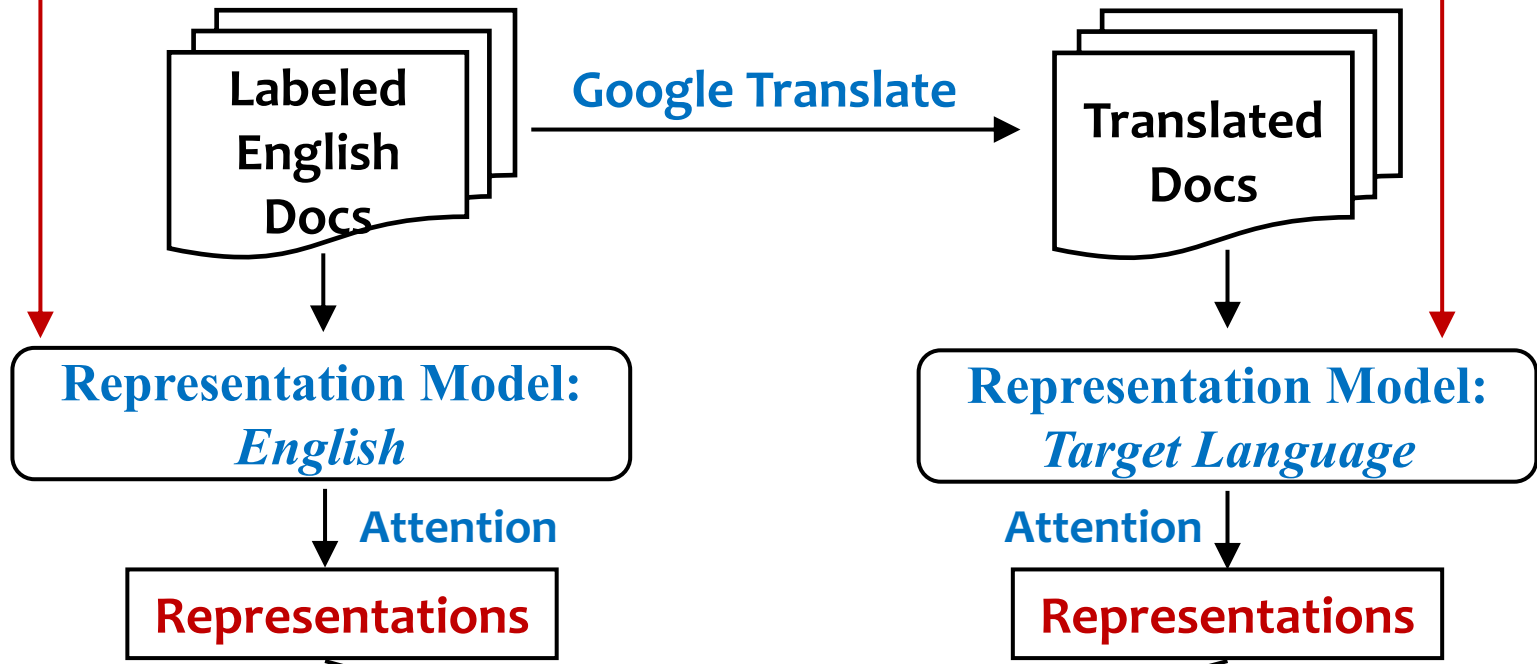 Labeled
English
Docs
Google Translate
Translated
Docs
Representation Model:
English
Representation Model:
Target Language
Attention
Attention
Representations
Representations